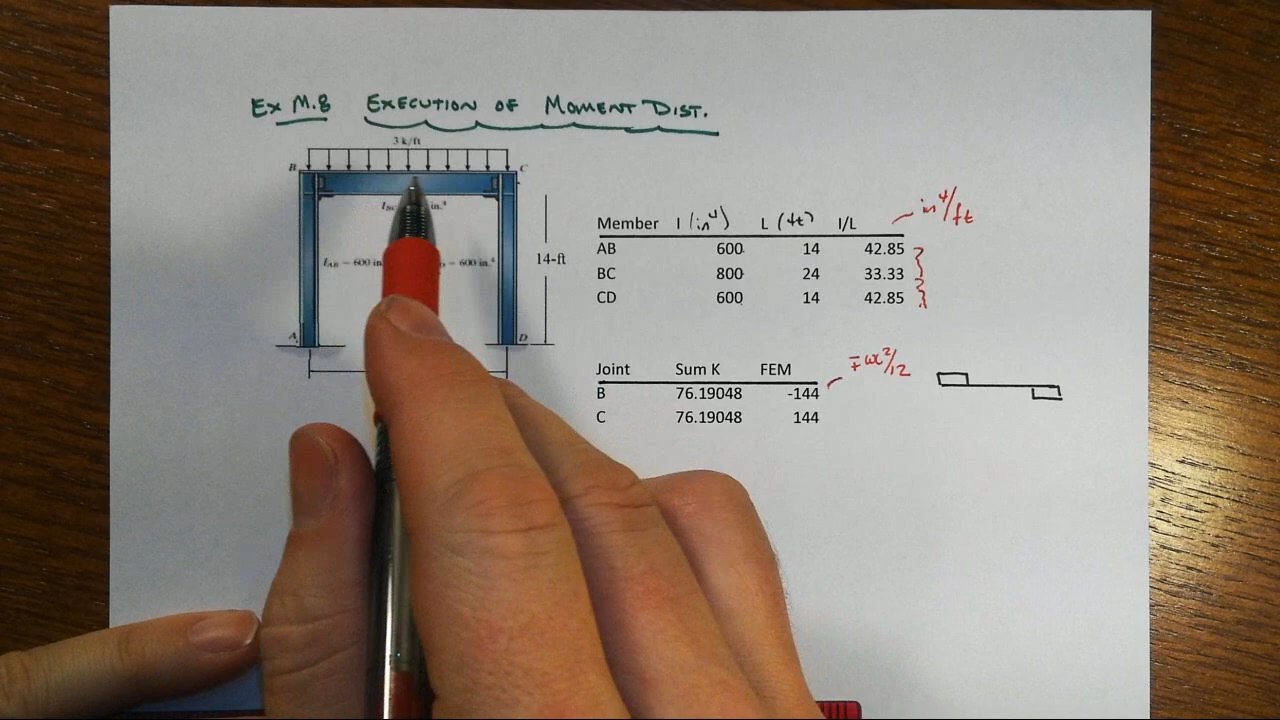 Ex M.8 EXECUTION OF MOMENT DIST.
3 k/ft
B C
in.⁴
14-ft
I_AB = 600 in = 600 in.⁴
A D
Member I (in⁴) L (ft) I/L in⁴/ft
AB 600 14 42.85
BC 800 24 33.33
CD 600 14 42.85
Joint Sum K FEM ∓ωl²/12
B 76.19048 -144
C 76.19048 144